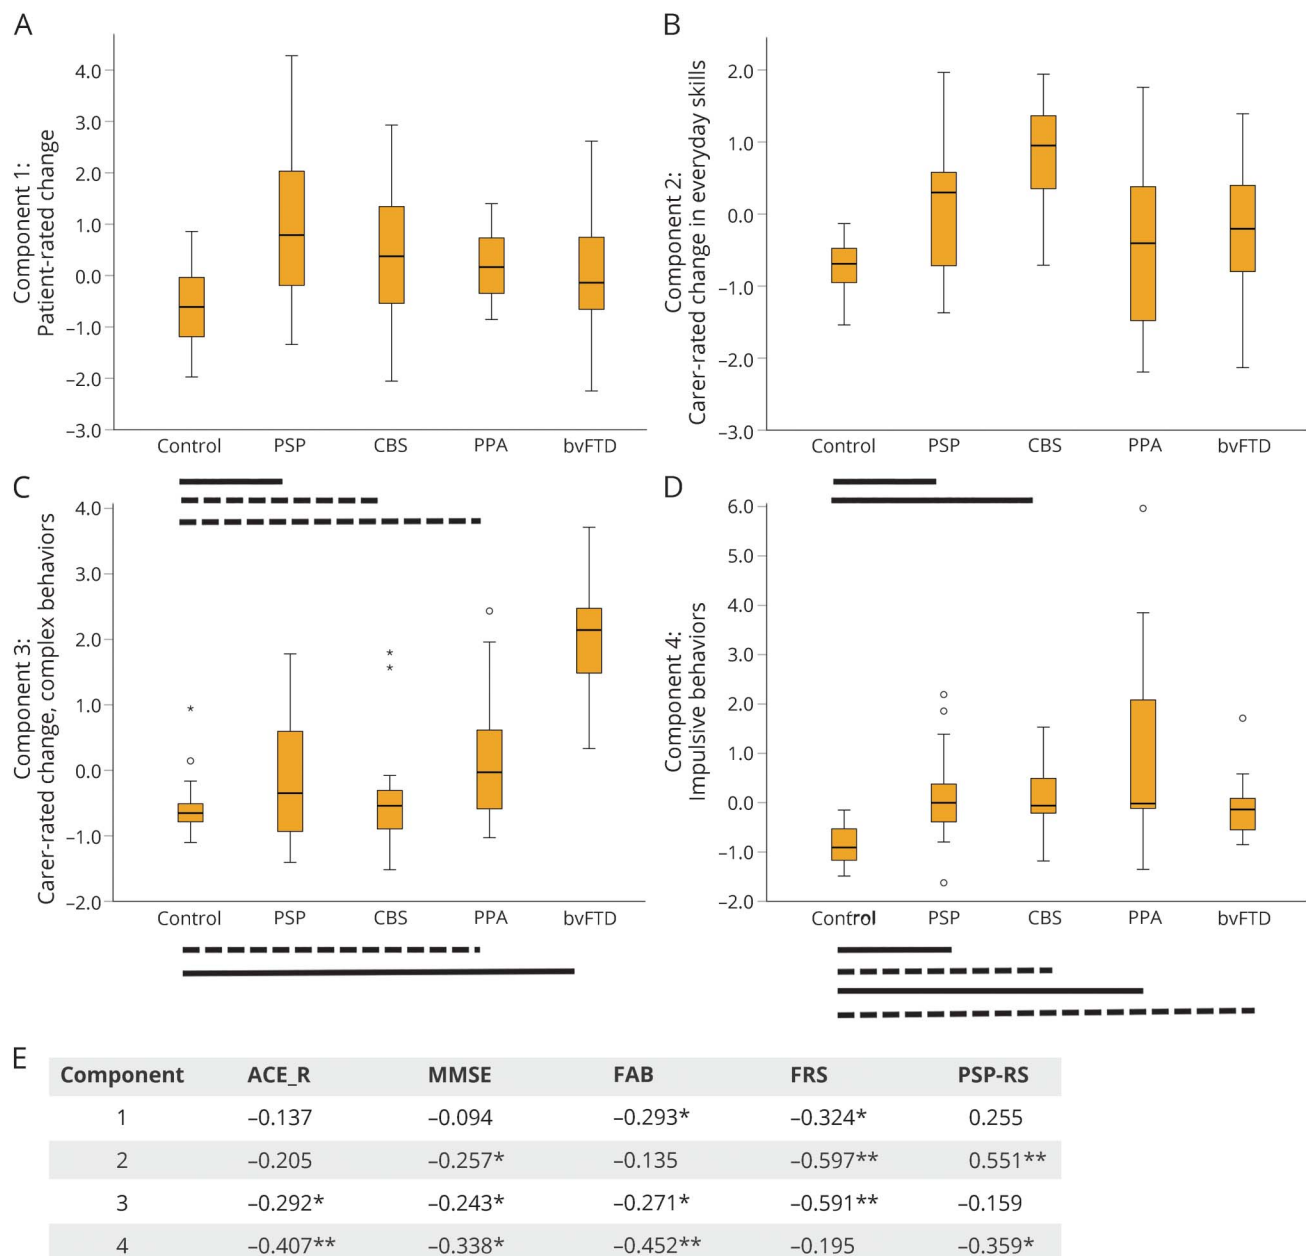 A
Component 1:
Patient-rated change
4.0
3.0
2.0
1.0
0.0
–1.0
–2.0
–3.0
Control PSP CBS PPA bvFTD
B
Component 2:
Carer-rated change in everyday skills
2.0
1.0
0.0
–1.0
–2.0
–3.0
Control PSP CBS PPA bvFTD
C
Component 3:
Carer-rated change, complex behaviors
4.0
3.0
2.0
1.0
0.0
–1.0
–2.0
Control PSP CBS PPA bvFTD
D
Component 4:
Impulsive behaviors
6.0
5.0
4.0
3.0
2.0
1.0
0.0
–1.0
–2.0
Control PSP CBS PPA bvFTD
E
Component ACE_R MMSE FAB FRS PSP-RS
1 –0.137 –0.094 –0.293* –0.324* 0.255
2 –0.205 –0.257* –0.135 –0.597** 0.551**
3 –0.292* –0.243* –0.271* –0.591** –0.159
4 –0.407** –0.338* –0.452** –0.195 –0.359*